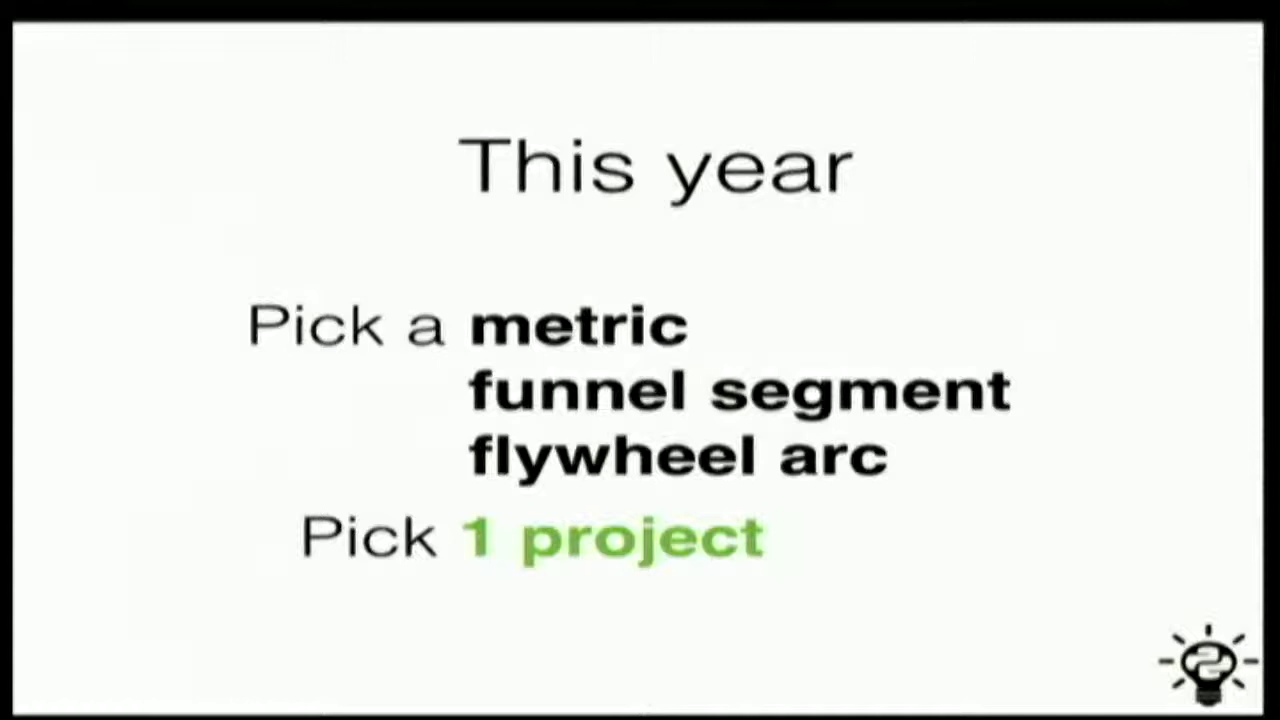 This year
Pick a metric
funnel segment
flywheel arc
Pick 1 project